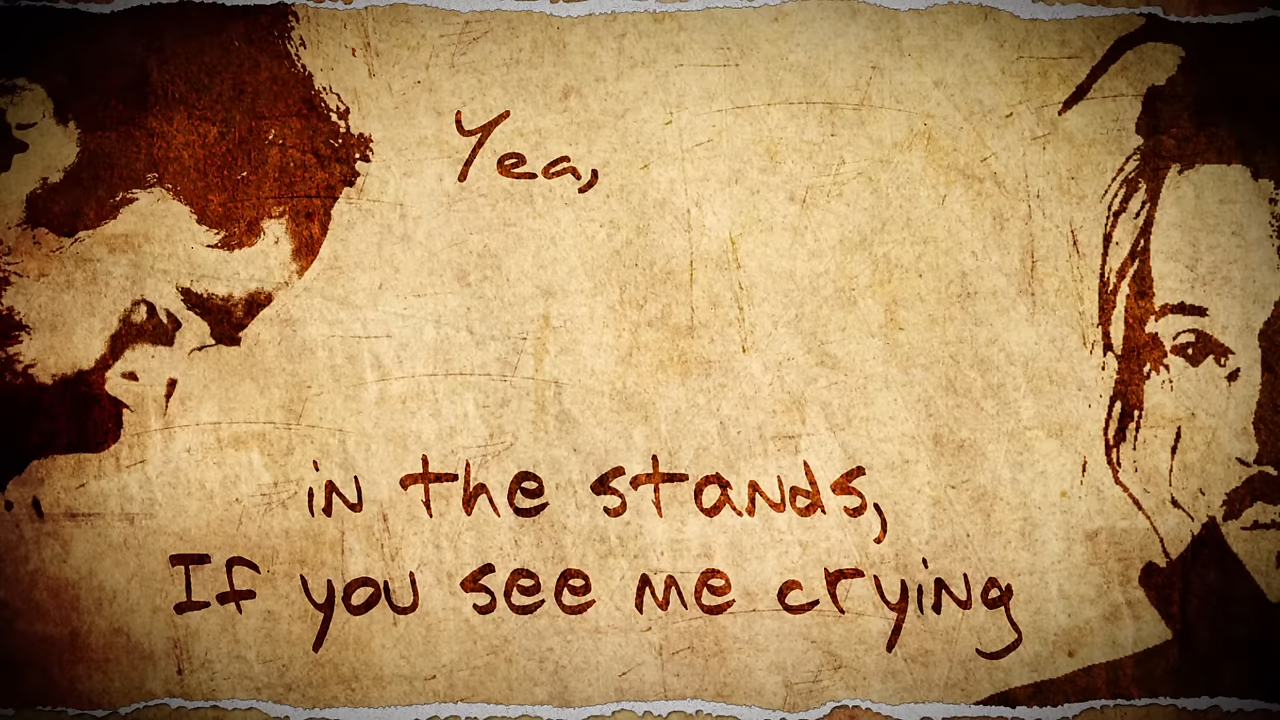 Yea,
in the stands,
If you see me crying